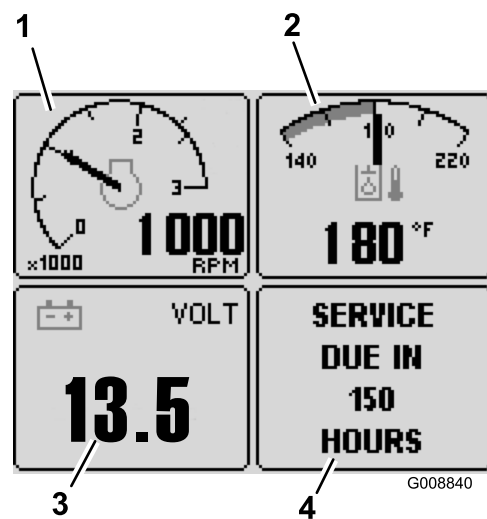 1
2
2
3
0
x1000
1000
RPM
140
220
180 °F
VOLT
13.5
SERVICE
DUE IN
150
HOURS
3
4
G008840